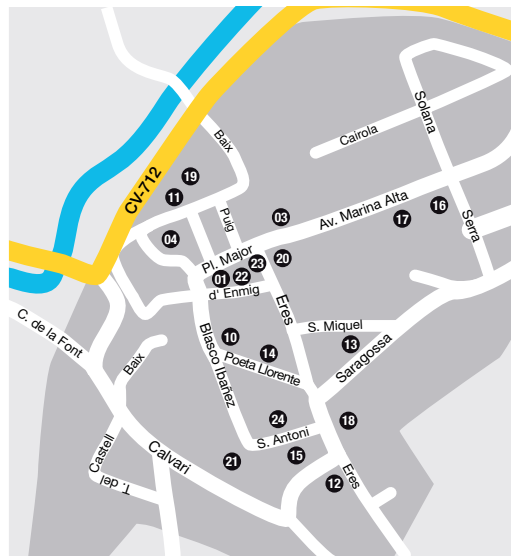 Solana
Cairola
Baix
CV-712
19
11
Puig
03
Av. Marina Alta
17
16
Serra
04
Pl. Major
01
22
23
20
d' Enmig
Eres
C. de la Font
Baix
Blasco Ibañez
10
14
Poeta Llorente
S. Miquel
13
Saragossa
24
S. Antoni
18
Castell
T. del
Calvari
21
15
12
Eres